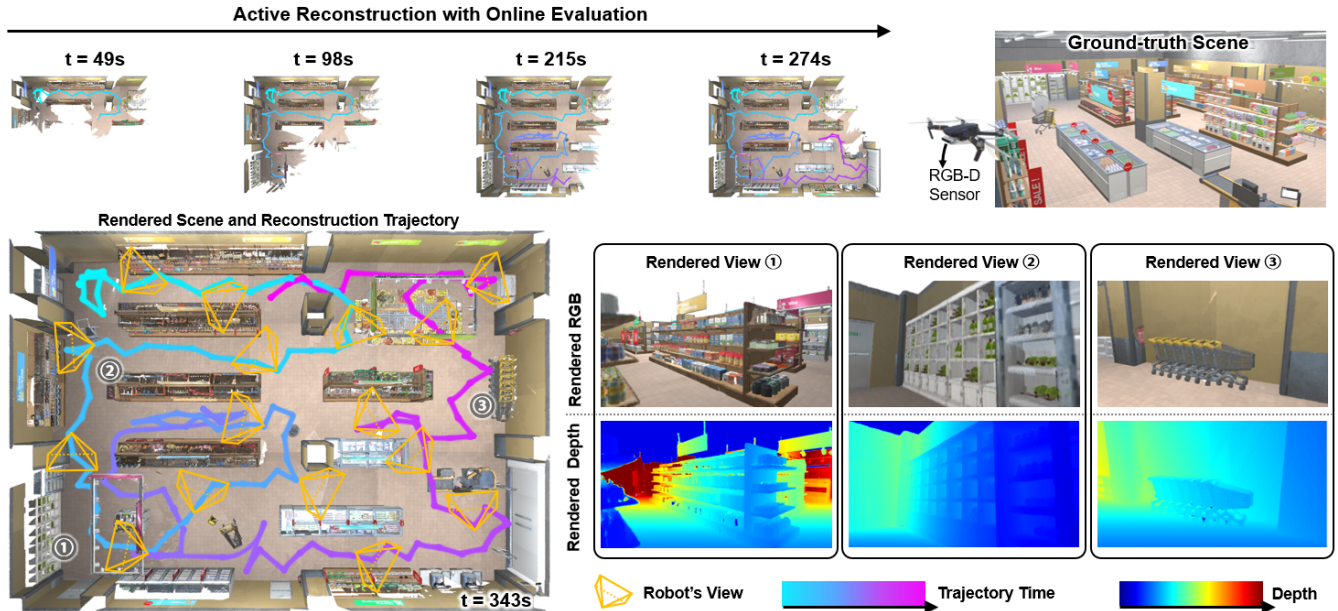 Active Reconstruction with Online Evaluation
t = 49s
t = 98s
t = 215s
t = 274s
Ground-truth Scene
RGB-D
Sensor
SALE!
Rendered Scene and Reconstruction Trajectory
②
③
①
t = 343s
Rendered View ①
Rendered View ②
Rendered View ③
Rendered RGB
Rendered Depth
Robot's View
Trajectory Time
Depth